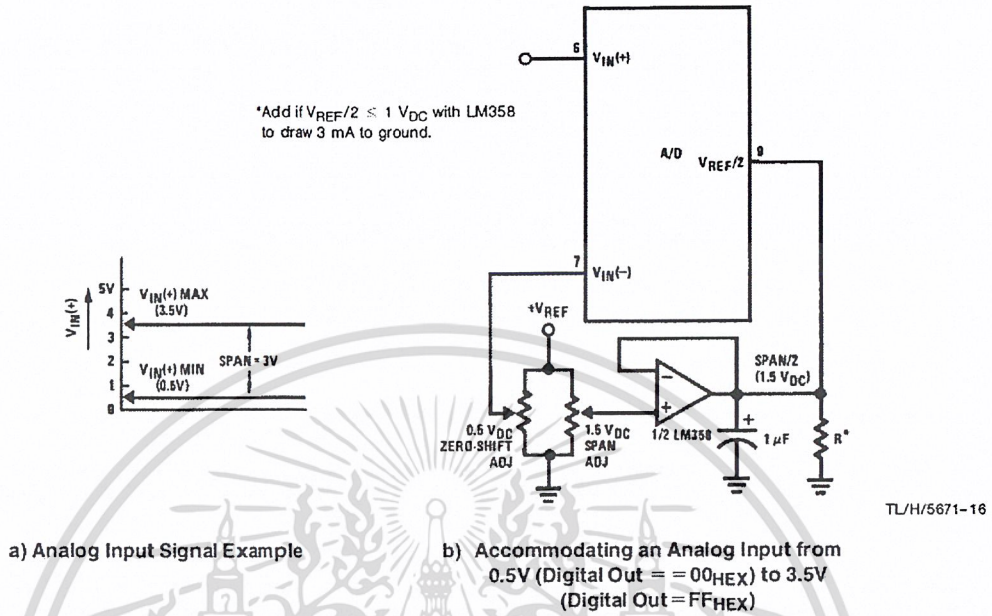 6
V_IN(+)
*Add if V_REF/2 ≤ 1 V_DC with LM358
to draw 3 mA to ground.
A/D
V_REF/2
9
7
V_IN(−)
V_IN(+)
5V
4
3
2
1
0
V_IN(+) MAX
(3.5V)
SPAN = 3V
V_IN(+) MIN
(0.5V)
+V_REF
0.5 V_DC
ZERO-SHIFT
ADJ
1.5 V_DC
SPAN
ADJ
−
+
1/2 LM358
SPAN/2
(1.5 V_DC)
+
1 µF
R*
TL/H/5671-16
a) Analog Input Signal Example
b) Accommodating an Analog Input from
0.5V (Digital Out = = 00_HEX) to 3.5V
(Digital Out = FF_HEX)